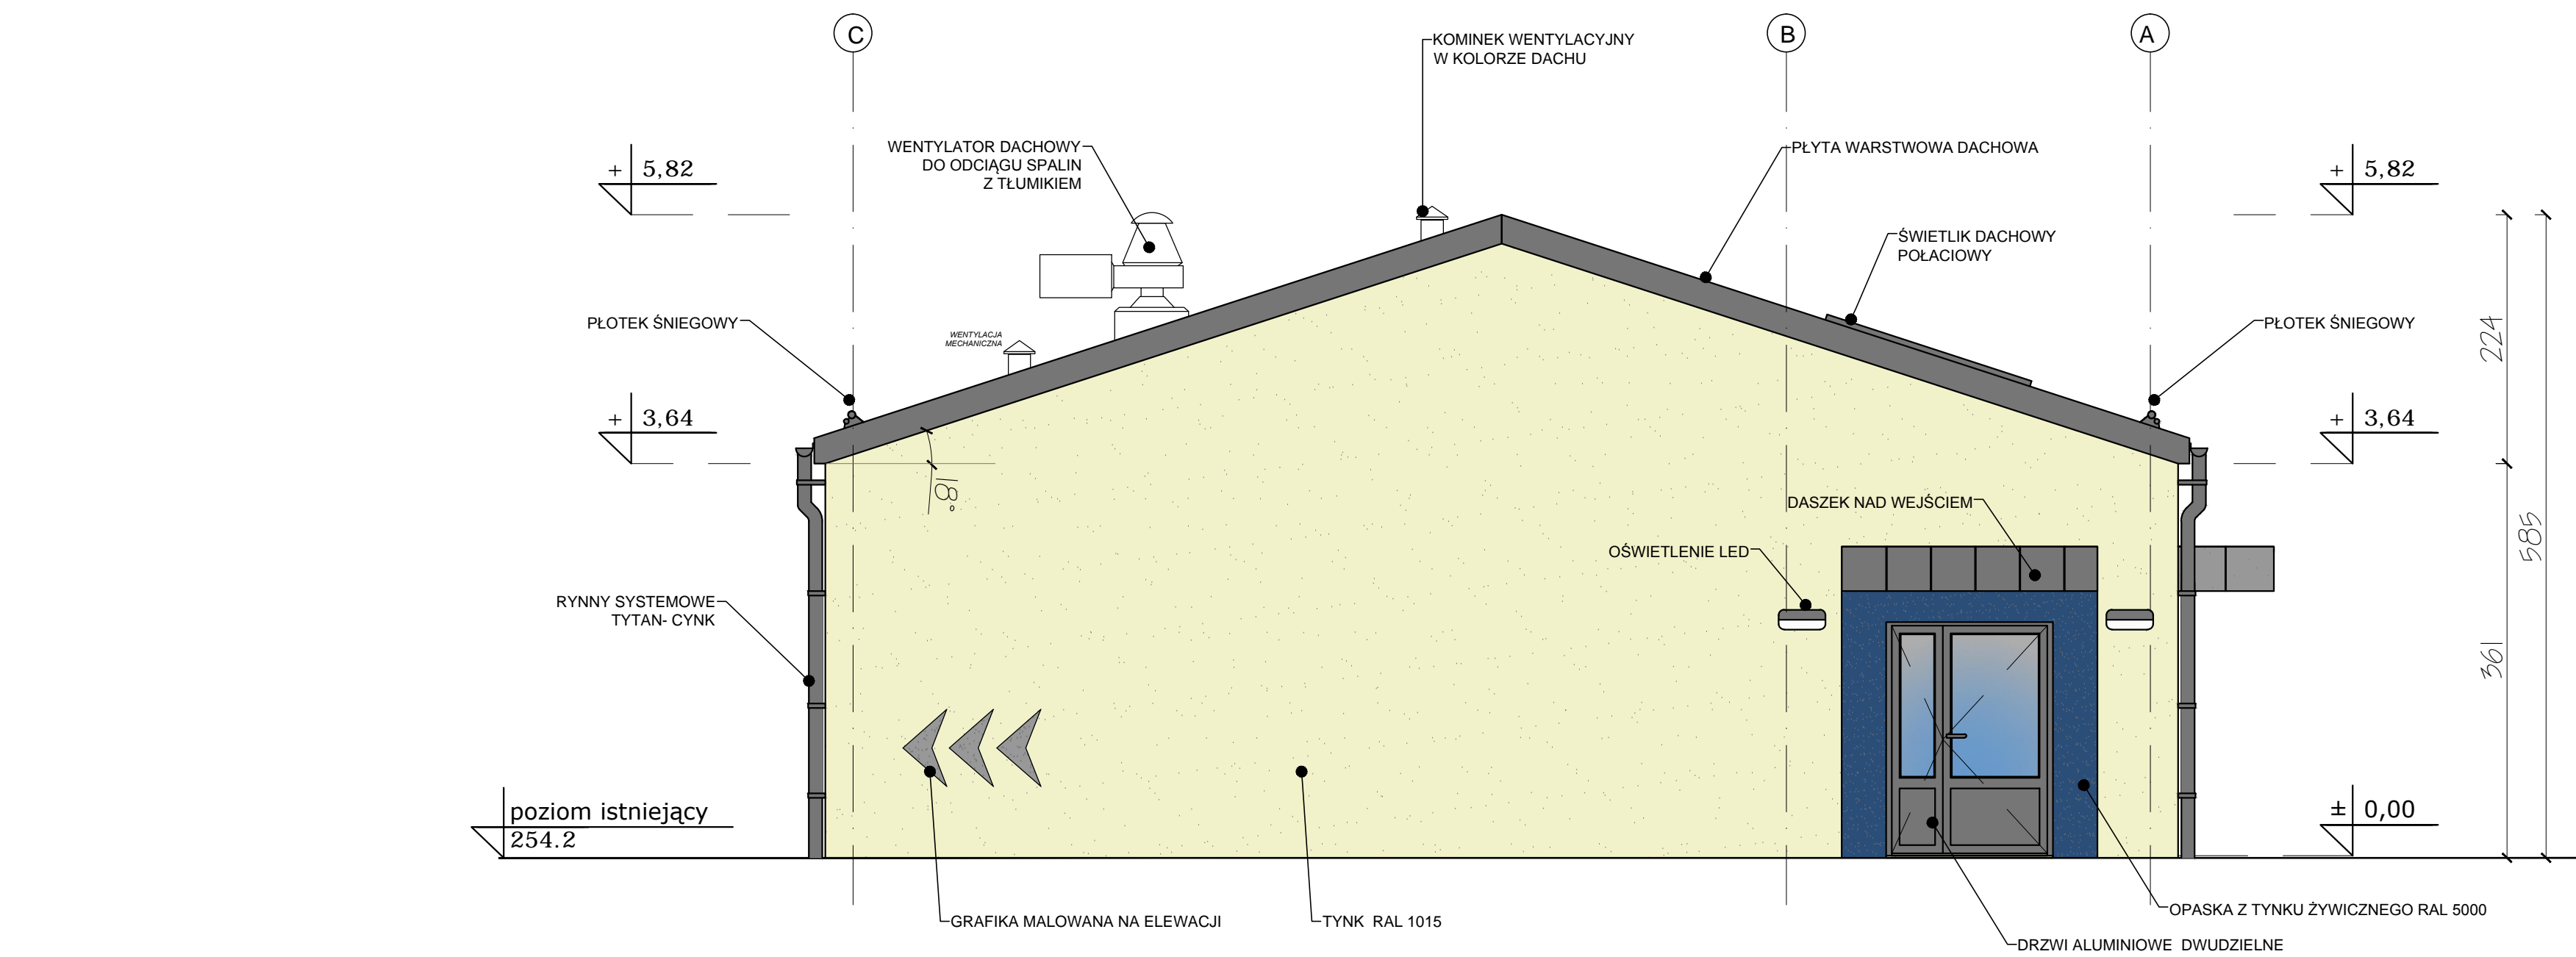 C
B
A
KOMINEK WENTYLACYJNY
W KOLORZE DACHU
WENTYLATOR DACHOWY
DO ODCIĄGU SPALIN
Z TŁUMIKIEM
PŁYTA WARSTWOWA DACHOWA
+ 5,82
+ 5,82
ŚWIETLIK DACHOWY
POŁACIOWY
PŁOTEK ŚNIEGOWY
WENTYLACJA
MECHANICZNA
PŁOTEK ŚNIEGOWY
224
+ 3,64
+ 3,64
18°
DASZEK NAD WEJŚCIEM
OŚWIETLENIE LED
585
RYNNY SYSTEMOWE
TYTAN- CYNK
361
poziom istniejący
254.2
± 0,00
GRAFIKA MALOWANA NA ELEWACJI
TYNK RAL 1015
OPASKA Z TYNKU ŻYWICZNEGO RAL 5000
DRZWI ALUMINIOWE DWUDZIELNE